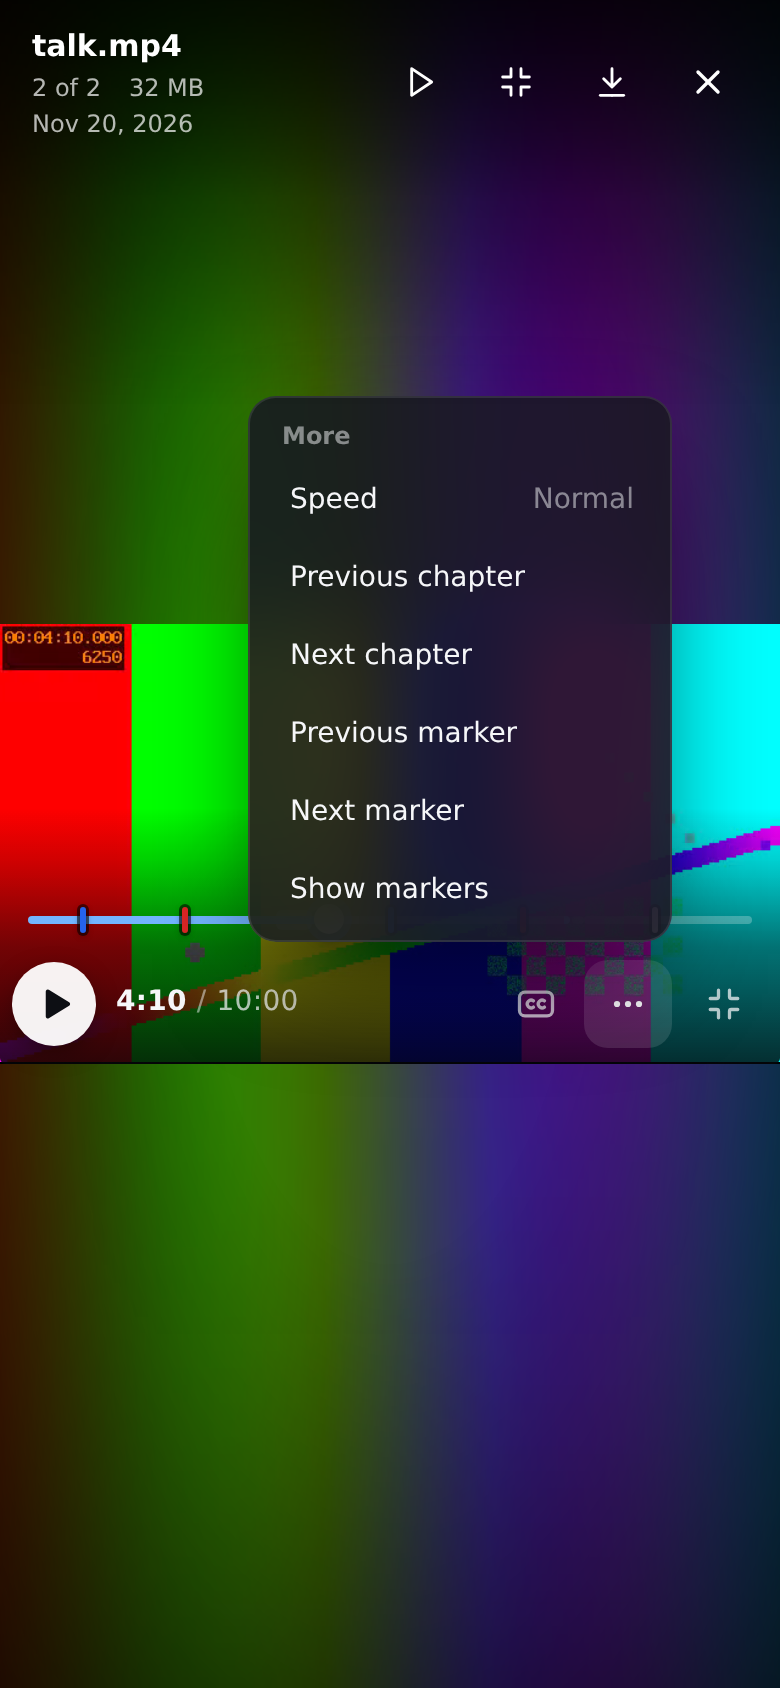 talk.mp4
2 of 2 32 MB
Nov 20, 2026
More
Speed Normal
Previous chapter
Next chapter
00:04:10.000
6250
Previous marker
Next marker
Show markers
4:10 / 10:00
CC